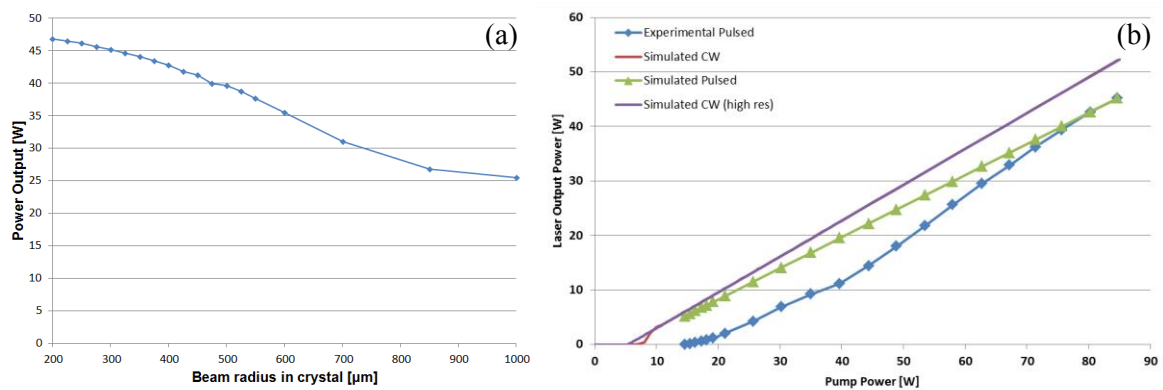 (a)
Power Output [W]
50
45
40
35
30
25
20
15
10
5
0
200 300 400 500 600 700 800 900 1000
Beam radius in crystal [µm]
(b)
Laser Output Power [W]
60
50
40
30
20
10
0
Experimental Pulsed
Simulated CW
Simulated Pulsed
Simulated CW (high res)
0 10 20 30 40 50 60 70 80 90
Pump Power [W]